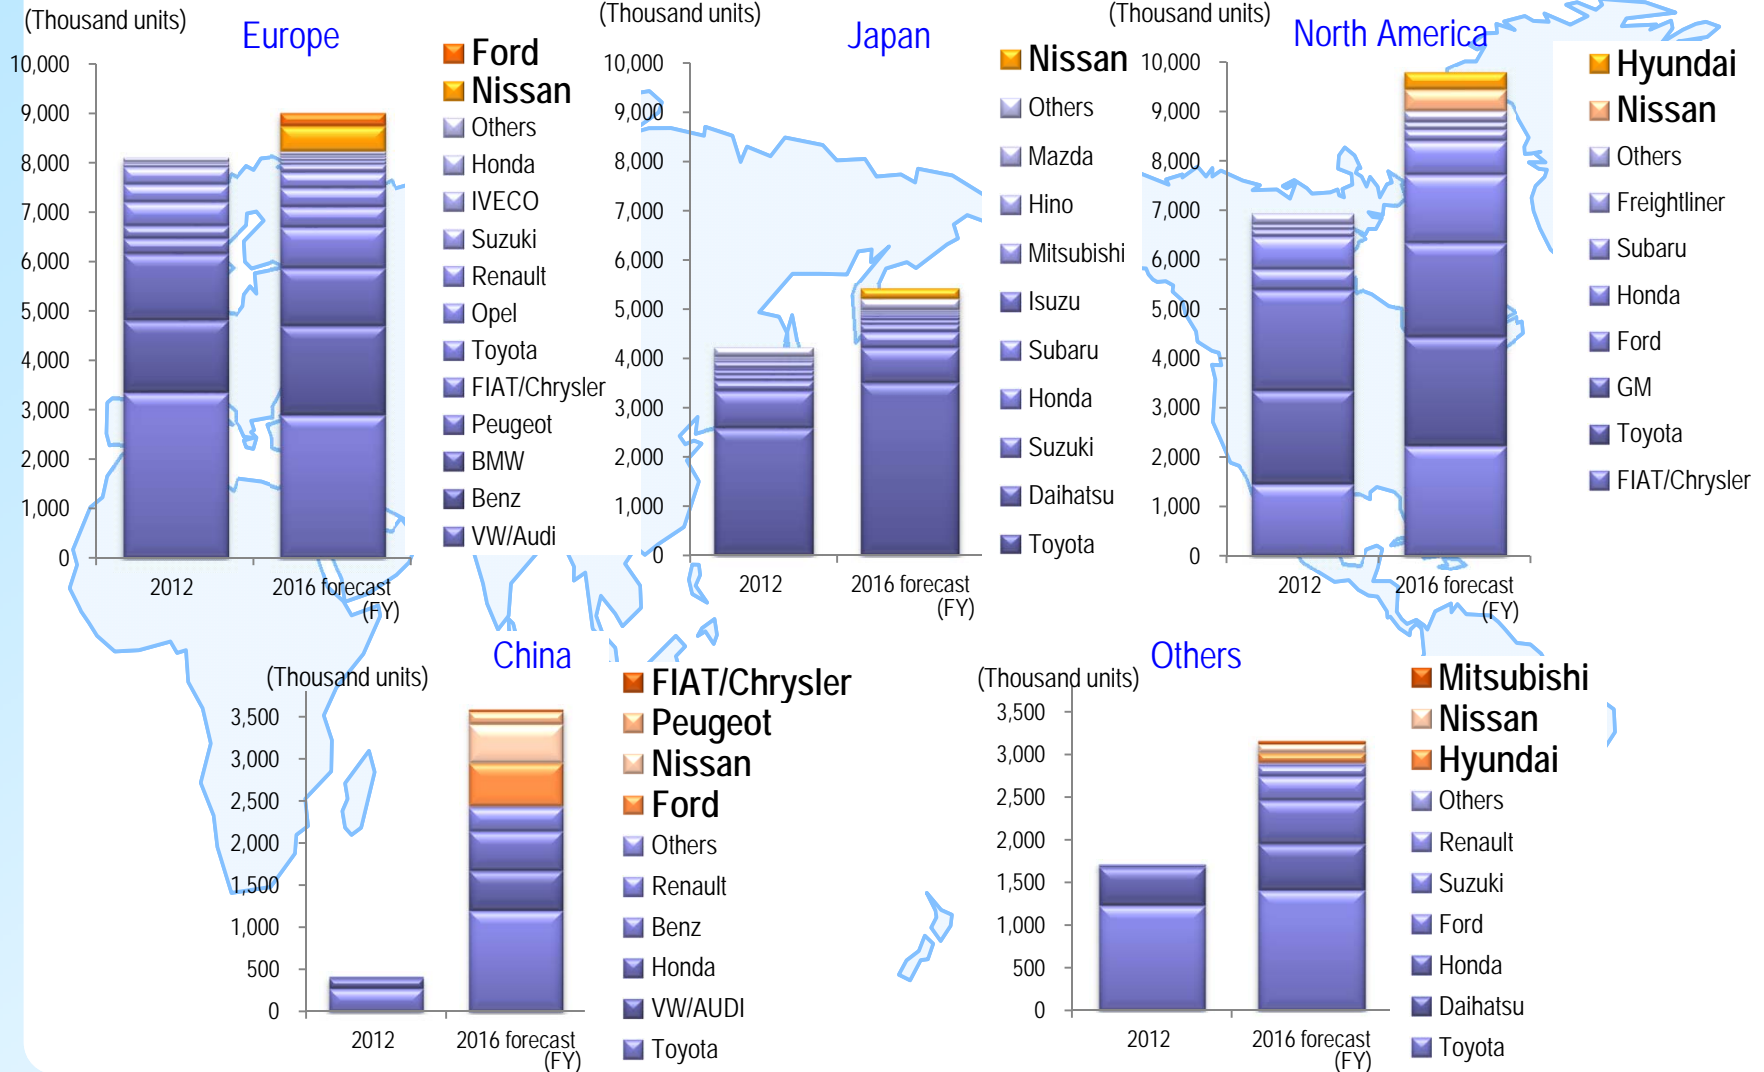 (Thousand units)
Europe
10,000
9,000
8,000
7,000
6,000
5,000
4,000
3,000
2,000
1,000
0
2012
2016 forecast
(FY)
Ford
Nissan
Others
Honda
IVECO
Suzuki
Renault
Opel
Toyota
FIAT/Chrysler
Peugeot
BMW
Benz
VW/Audi
(Thousand units)
Japan
10,000
9,000
8,000
7,000
6,000
5,000
4,000
3,000
2,000
1,000
0
2012
2016 forecast
(FY)
Nissan
Others
Mazda
Hino
Mitsubishi
Isuzu
Subaru
Honda
Suzuki
Daihatsu
Toyota
(Thousand units)
North America
10,000
9,000
8,000
7,000
6,000
5,000
4,000
3,000
2,000
1,000
0
2012
2016 forecast
(FY)
Hyundai
Nissan
Others
Freightliner
Subaru
Honda
Ford
GM
Toyota
FIAT/Chrysler
China
(Thousand units)
3,500
3,000
2,500
2,000
1,500
1,000
500
0
2012
2016 forecast
(FY)
FIAT/Chrysler
Peugeot
Nissan
Ford
Others
Renault
Benz
Honda
VW/AUDI
Toyota
Others
(Thousand units)
3,500
3,000
2,500
2,000
1,500
1,000
500
0
2012
2016 forecast
(FY)
Mitsubishi
Nissan
Hyundai
Others
Renault
Suzuki
Ford
Honda
Daihatsu
Toyota